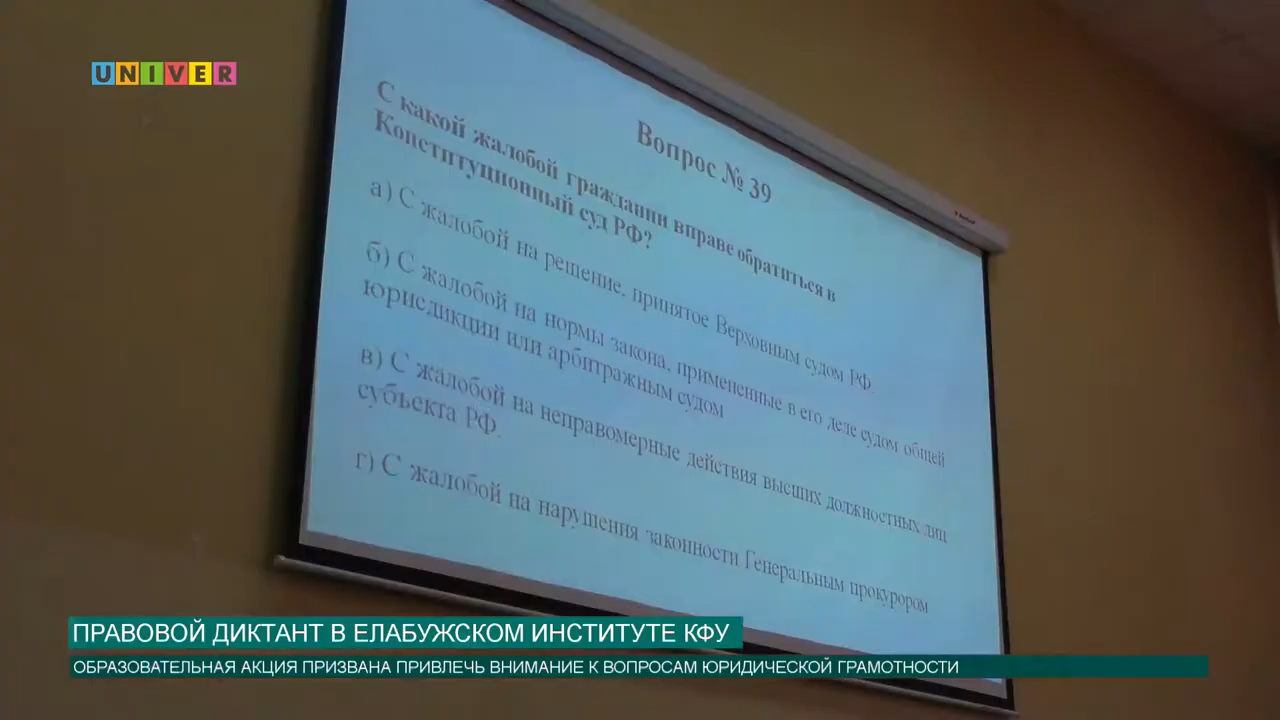 UNIVER
Вопрос № 39
С какой жалобой гражданин вправе обратиться в
Конституционный суд РФ?
а) С жалобой на решение, принятое Верховным судом РФ.
б) С жалобой на нормы закона, примененные в его деле судом общей
юрисдикции или арбитражным судом
в) С жалобой на неправомерные действия высших должностных лиц
субъекта РФ.
г) С жалобой на нарушения законности Генеральным прокурором
ПРАВОВОЙ ДИКТАНТ В ЕЛАБУЖСКОМ ИНСТИТУТЕ КФУ
ОБРАЗОВАТЕЛЬНАЯ АКЦИЯ ПРИЗВАНА ПРИВЛЕЧЬ ВНИМАНИЕ К ВОПРОСАМ ЮРИДИЧЕСКОЙ ГРАМОТНОСТИ